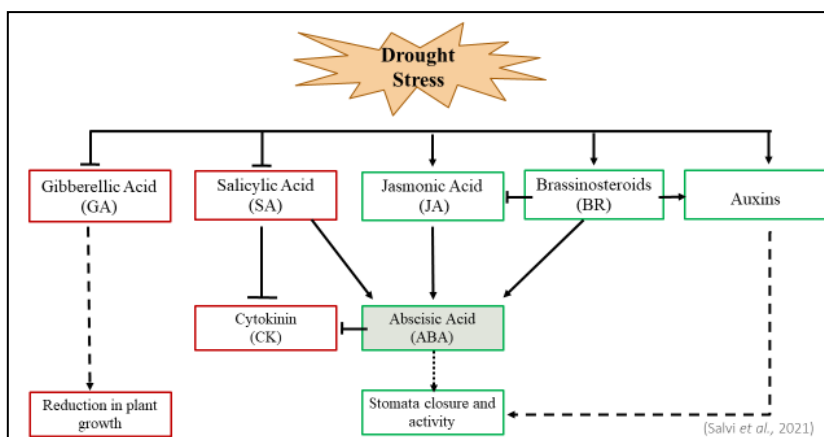 Drought
Stress
Gibberellic Acid
(GA)
Salicylic Acid
(SA)
Jasmonic Acid
(JA)
Brassinosteroids
(BR)
Auxins
Cytokinin
(CK)
Abscisic Acid
(ABA)
Reduction in plant
growth
Stomata closure and
activity
(Salvi et al., 2021)